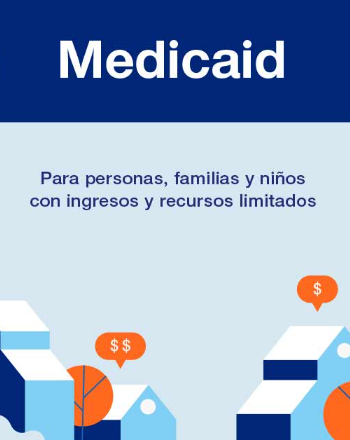 Medicaid
Para personas, familias y niños
con ingresos y recursos limitados
$
$$